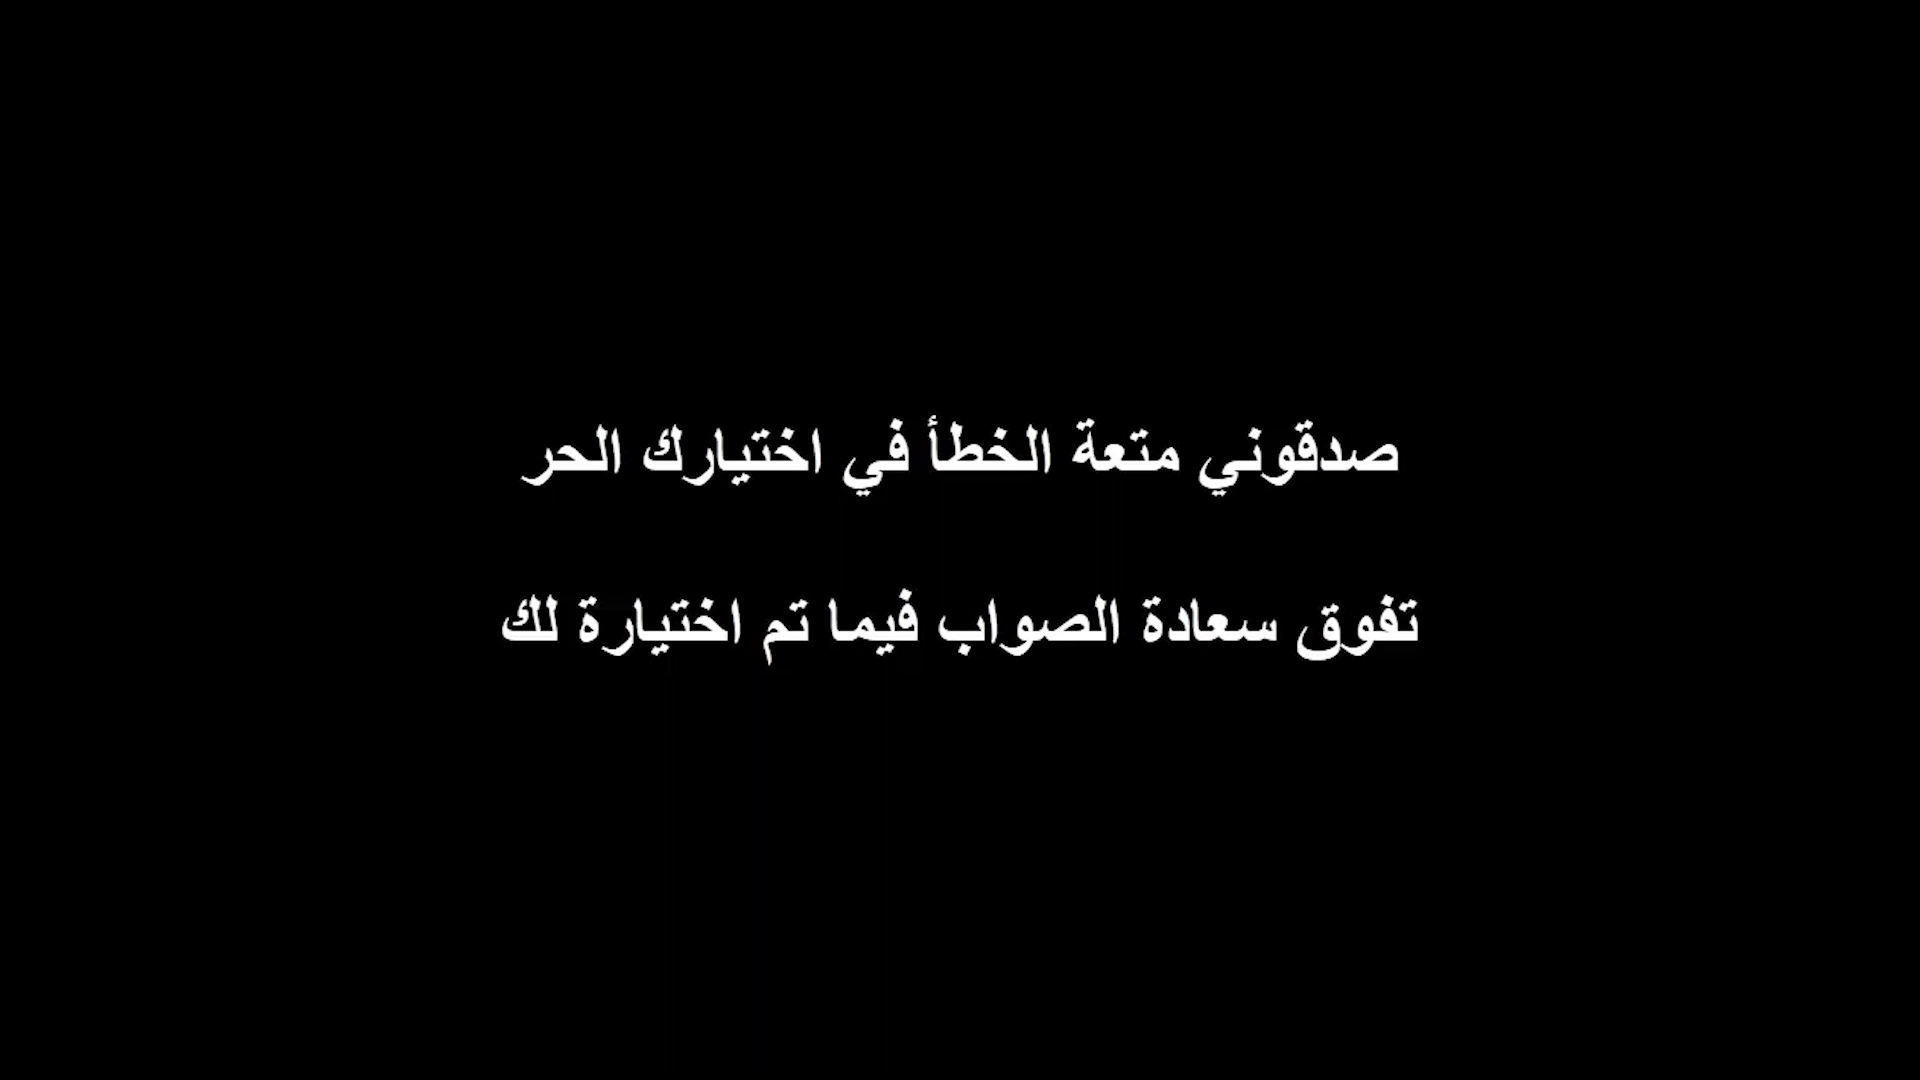 صدقوني متعة الخطأ في اختيارك الحر
تفوق سعادة الصواب فيما تم اختيارة لك